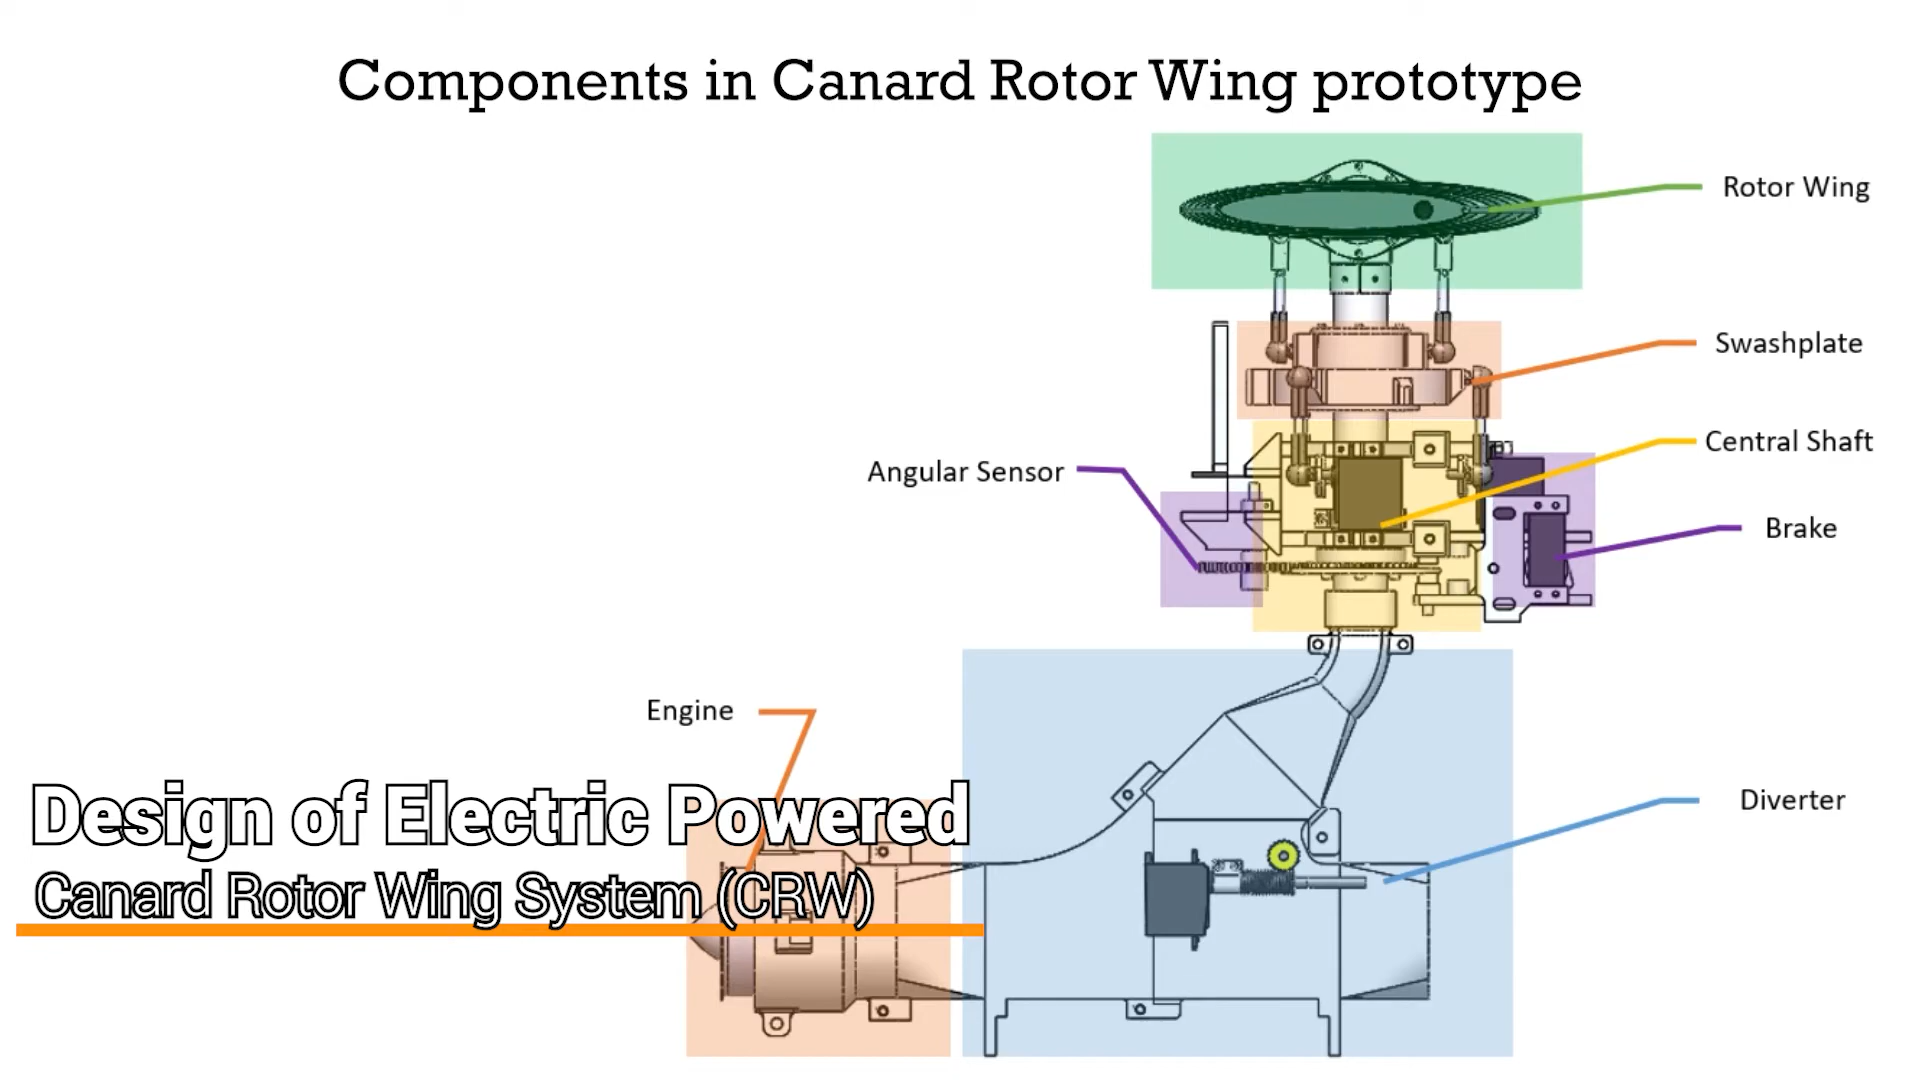 Components in Canard Rotor Wing prototype
Rotor Wing
Swashplate
Central Shaft
Angular Sensor
Brake
Engine
Diverter
Design of Electric Powered
Canard Rotor Wing System (CRW)